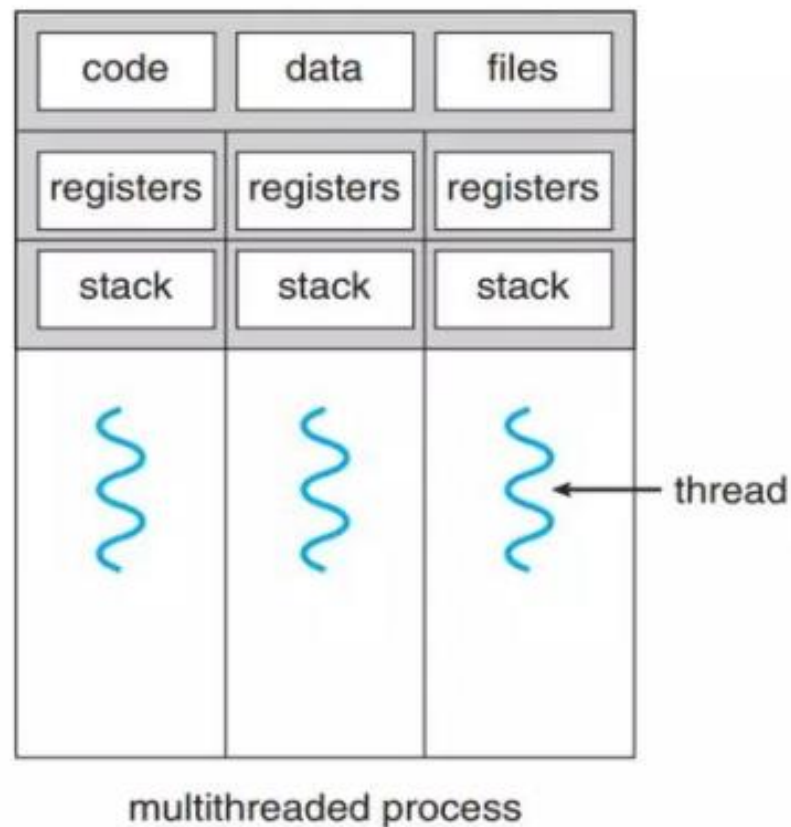 code data files
registers registers registers
stack stack stack
thread
multithreaded process